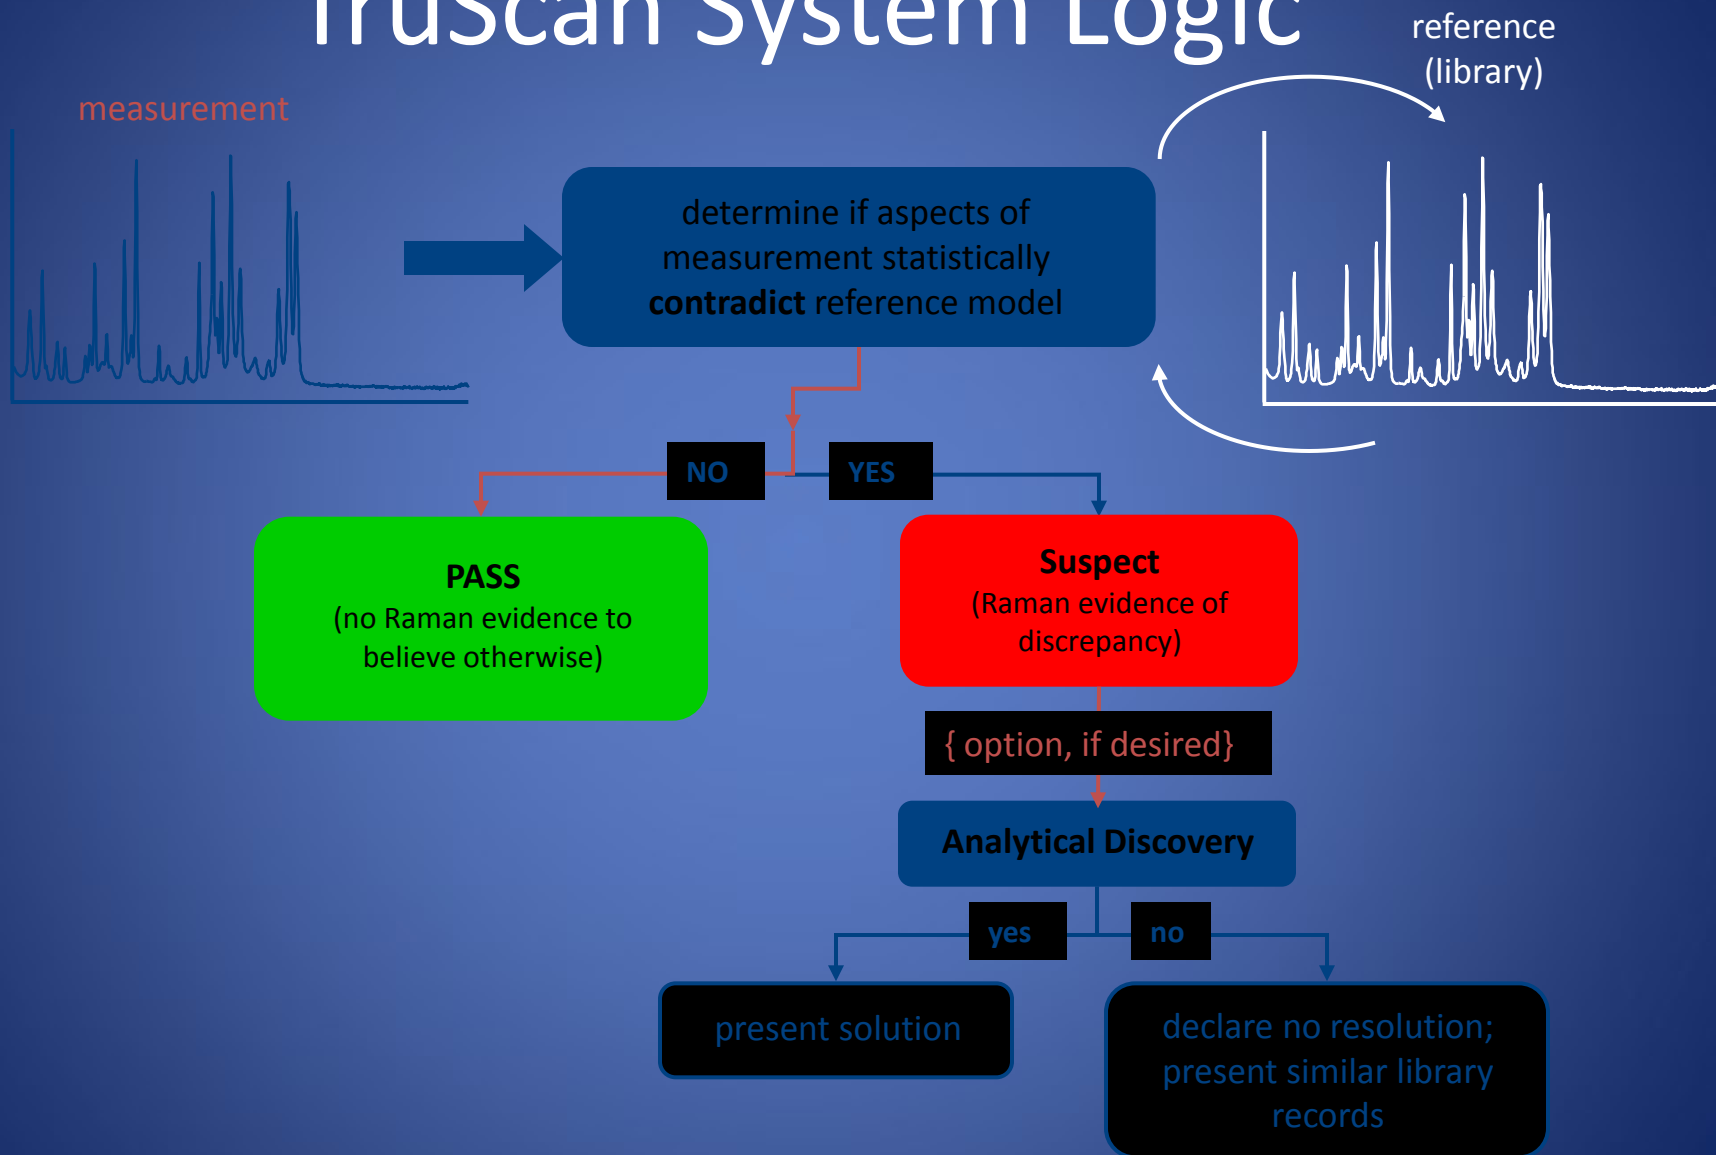 TruScan System Logic
reference
(library)
measurement
determine if aspects of
measurement statistically
contradict reference model
NO
YES
PASS
(no Raman evidence to
believe otherwise)
Suspect
(Raman evidence of
discrepancy)
{ option, if desired}
Analytical Discovery
yes
no
present solution
declare no resolution;
present similar library
records